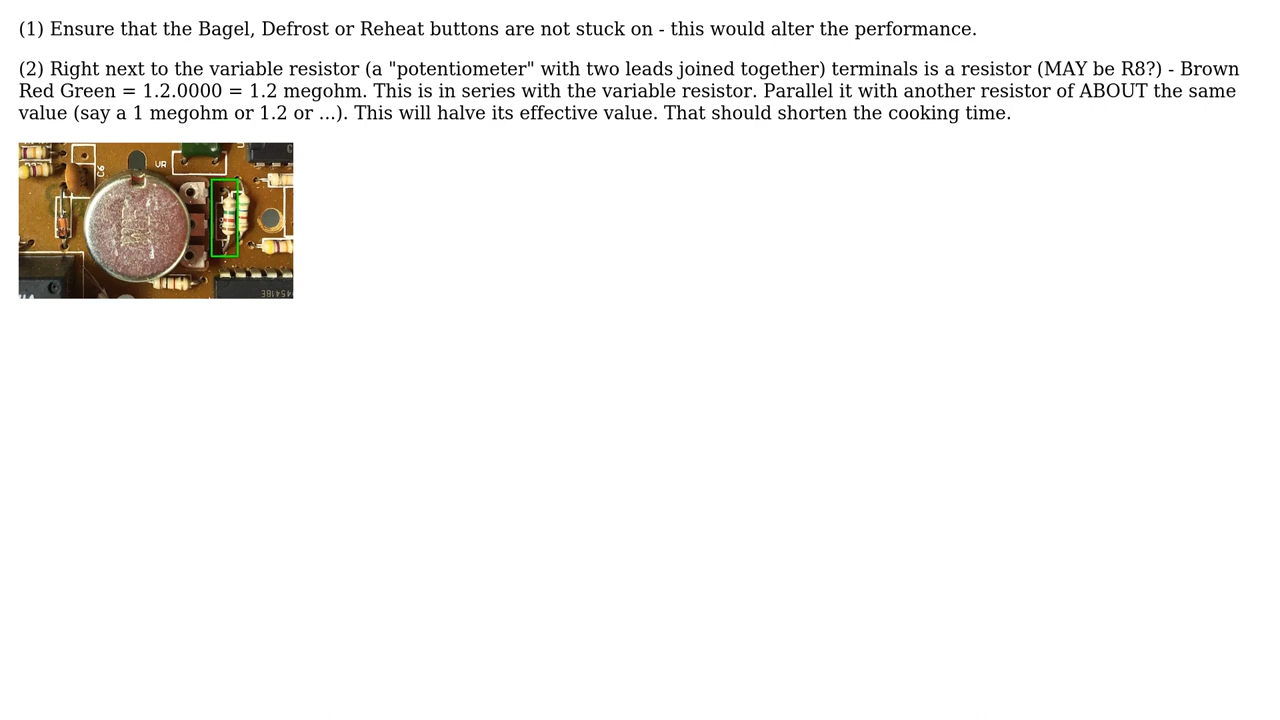 (1) Ensure that the Bagel, Defrost or Reheat buttons are not stuck on - this would alter the performance.
(2) Right next to the variable resistor (a "potentiometer" with two leads joined together) terminals is a resistor (MAY be R8?) - Brown
Red Green = 1.2.0000 = 1.2 megohm. This is in series with the variable resistor. Parallel it with another resistor of ABOUT the same
value (say a 1 megohm or 1.2 or ...). This will halve its effective value. That should shorten the cooking time.
VR
C6